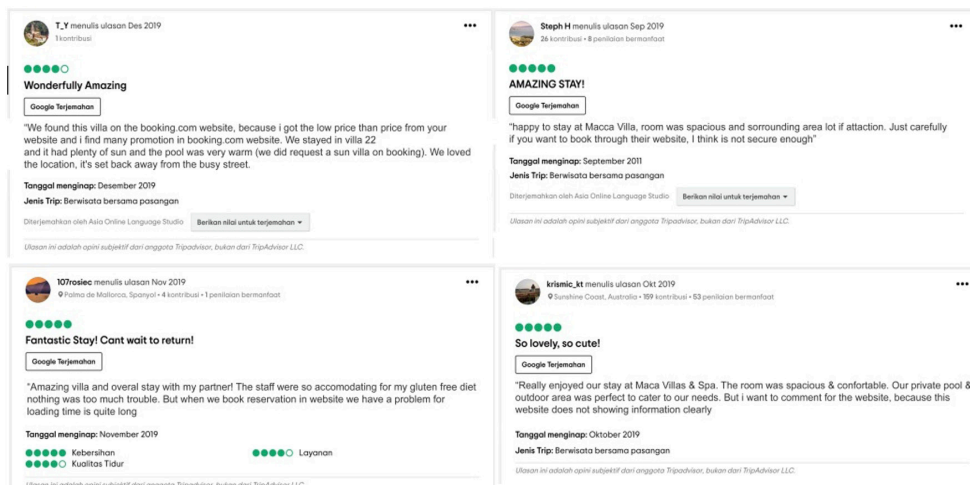 T_Y menulis ulasan Des 2019
1 kontribusi
Wonderfully Amazing
Google Terjemahan
"We found this villa on the booking.com website, because i got the low price than price from your
website and i find many promotion in booking.com website. We stayed in villa 22
and it had plenty of sun and the pool was very warm (we did request a sun villa on booking). We loved
the location, it's set back away from the busy street.
Tanggal menginap: Desember 2019
Jenis Trip: Berwisata bersama pasangan
Diterjemahkan oleh Asia Online Language Studio Berikan nilai untuk terjemahan
Ulasan ini adalah opini subjektif dari anggota Tripadvisor, bukan dari TripAdvisor LLC.
Steph H menulis ulasan Sep 2019
26 kontribusi • 8 penilaian bermanfaat
AMAZING STAY!
Google Terjemahan
"happy to stay at Macca Villa, room was spacious and sorrounding area lot if attaction. Just carefully
if you want to book through their website, I think is not secure enough"
Tanggal menginap: September 2011
Jenis Trip: Berwisata bersama pasangan
Diterjemahkan oleh Asia Online Language Studio Berikan nilai untuk terjemahan
Ulasan ini adalah opini subjektif dari anggota Tripadvisor, bukan dari TripAdvisor LLC.
107rosiec menulis ulasan Nov 2019
Palma de Mallorca, Spanyol • 4 kontribusi • 1 penilaian bermanfaat
Fantastic Stay! Cant wait to return!
Google Terjemahan
"Amazing villa and overal stay with my partner! The staff were so accomodating for my gluten free diet
nothing was too much trouble. But when we book reservation in website we have a problem for
loading time is quite long
Tanggal menginap: November 2019
Kebersihan Layanan
Kualitas Tidur
Ulasan ini adalah opini subjektif dari anggota Tripadvisor, bukan dari TripAdvisor LLC.
krismic_kt menulis ulasan Okt 2019
Sunshine Coast, Australia • 159 kontribusi • 53 penilaian bermanfaat
So lovely, so cute!
Google Terjemahan
"Really enjoyed our stay at Maca Villas & Spa. The room was spacious & confortable. Our private pool &
outdoor area was perfect to cater to our needs. But i want to comment for the website, because this
website does not showing information clearly
Tanggal menginap: Oktober 2019
Jenis Trip: Berwisata bersama pasangan
Ulasan ini adalah opini subjektif dari anggota Tripadvisor, bukan dari TripAdvisor LLC.